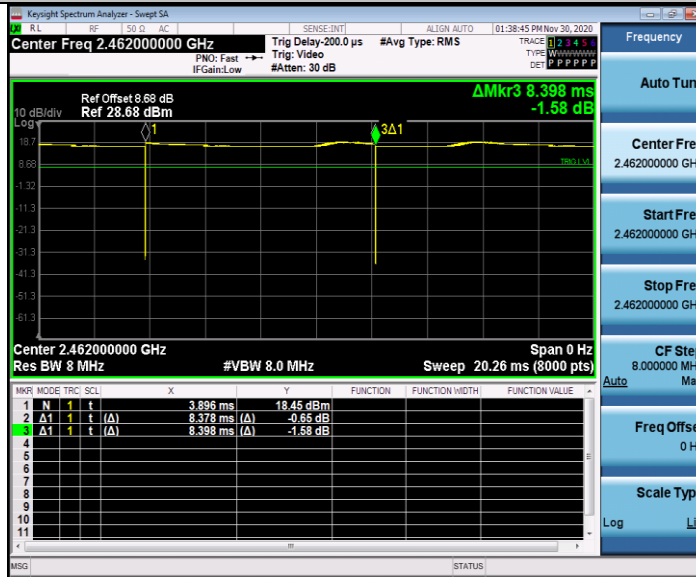 Keysight Spectrum Analyzer - Swept SA
RL RF 50 Ω AC SENSE:INT ALIGN AUTO 01:38:45 PM Nov 30, 2020
Center Freq 2.462000000 GHz
PNO: Fast
IFGain:Low
Trig Delay-200.0 µs
Trig: Video
#Atten: 30 dB
#Avg Type: RMS
TRACE 1 2 3 4 5 6
TYPE
DET P P P P P P
Frequency
Ref Offset 8.68 dB
10 dB/div Ref 28.68 dBm
Log
ΔMkr3 8.398 ms
-1.58 dB
1
3Δ1
TRIG LVL
18.7
8.68
-1.32
-11.3
-21.3
-31.3
-41.3
-51.3
-61.3
Center 2.462000000 GHz Span 0 Hz
Res BW 8 MHz #VBW 8.0 MHz Sweep 20.26 ms (8000 pts)
MKR MODE TRC SCL X Y FUNCTION FUNCTION WIDTH FUNCTION VALUE
1 N 1 t 3.896 ms 18.45 dBm
2 Δ1 1 t (Δ) 8.378 ms (Δ) -0.65 dB
3 Δ1 1 t (Δ) 8.398 ms (Δ) -1.58 dB
4
5
6
7
8
9
10
11
MSG STATUS
Auto Tun
Center Fre
2.462000000 GH
Start Fre
2.462000000 GH
Stop Fre
2.462000000 GH
CF Ste
8.000000 MH
Auto Ma
Freq Offse
0 H
Scale Typ
Log Li